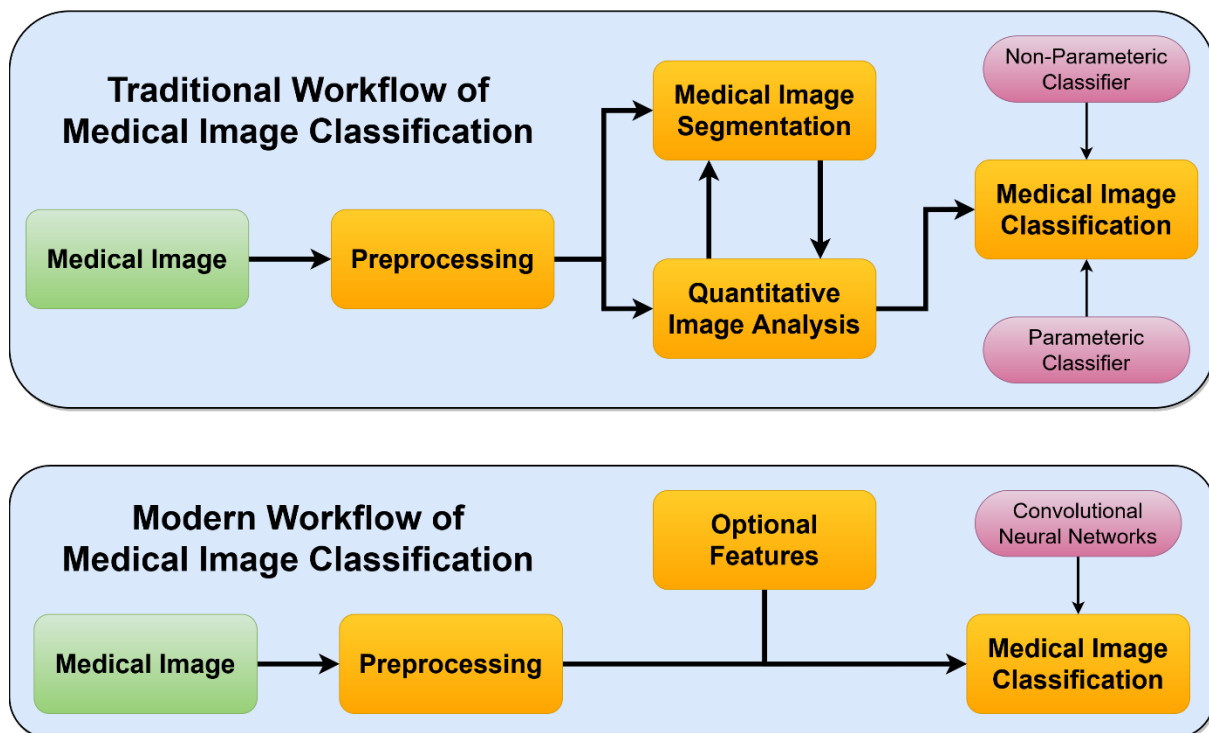 Traditional Workflow of
Medical Image Classification
Medical Image
Preprocessing
Medical Image
Segmentation
Quantitative
Image Analysis
Non-Parameteric
Classifier
Medical Image
Classification
Parameteric
Classifier
Modern Workflow of
Medical Image Classification
Medical Image
Preprocessing
Optional
Features
Convolutional
Neural Networks
Medical Image
Classification